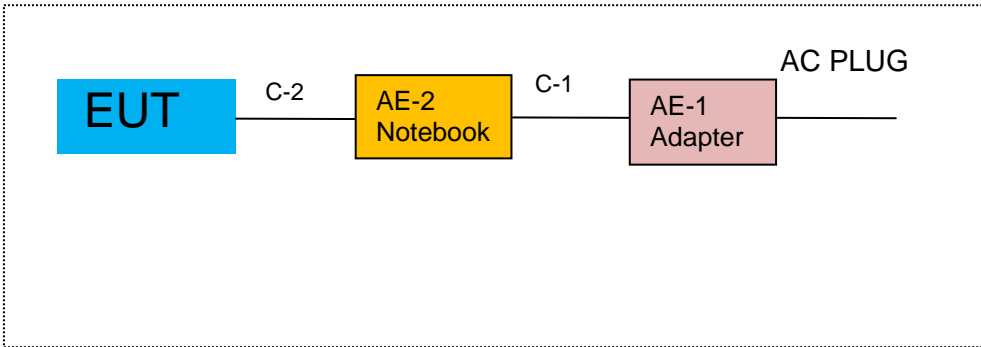 EUT
C-2
AE-2
Notebook
C-1
AE-1
Adapter
AC PLUG